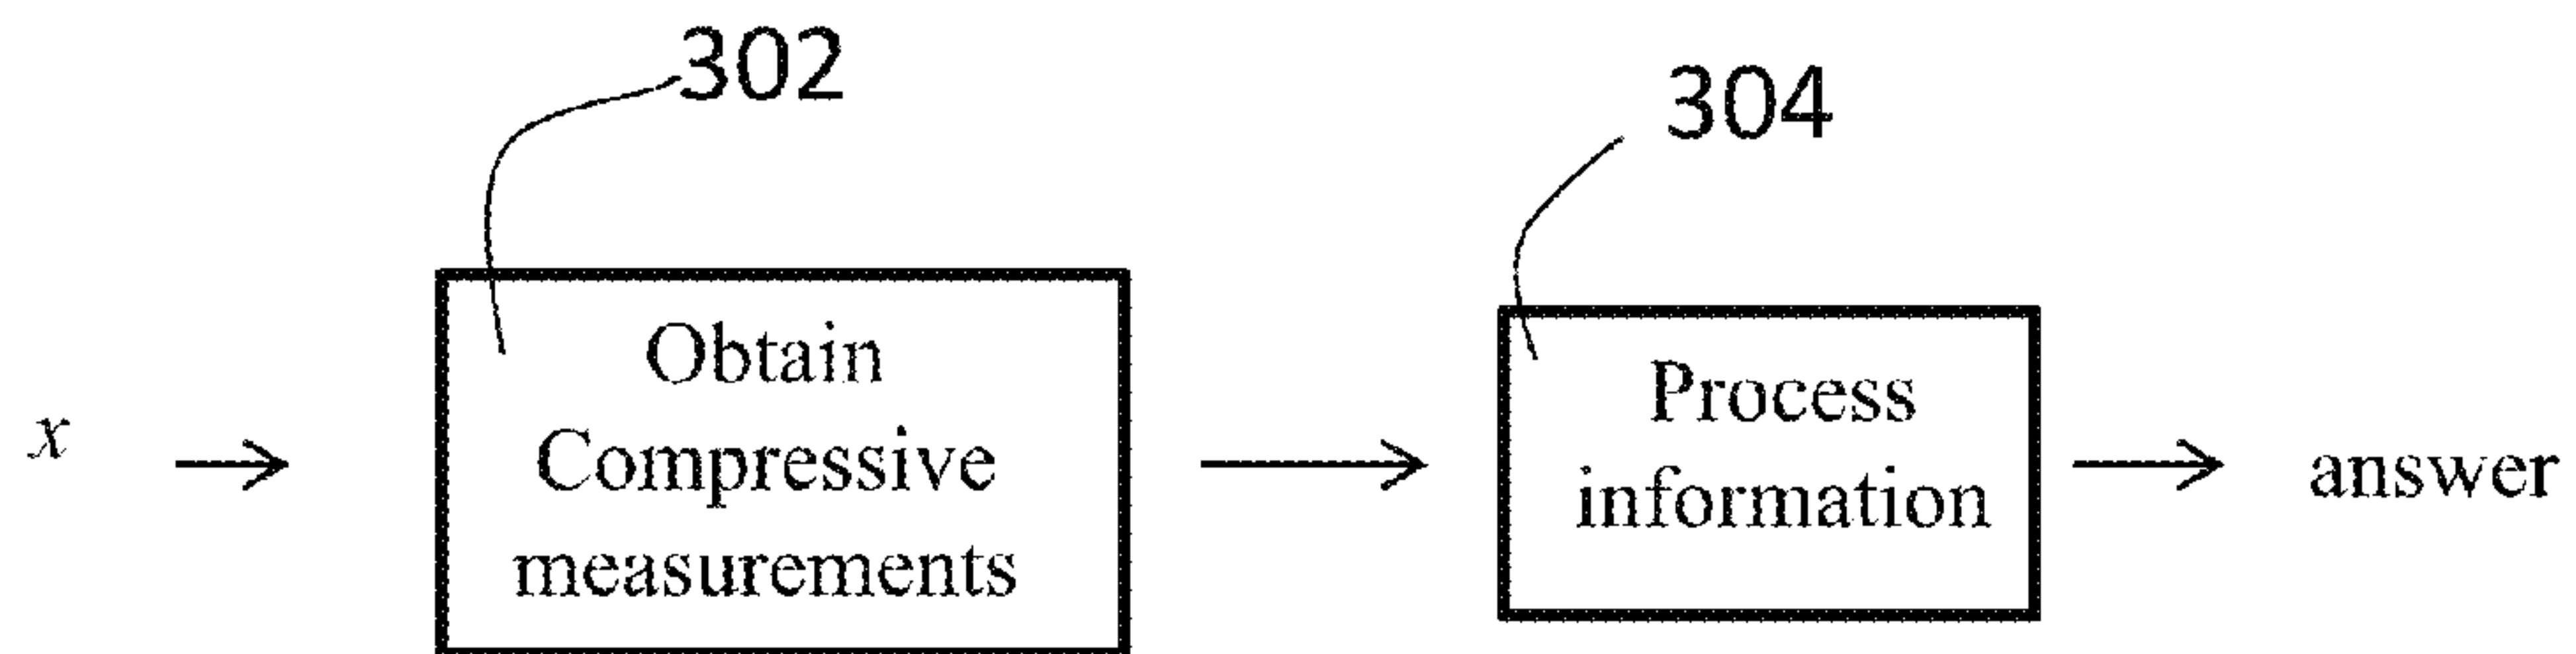 302
304
x
Obtain
Compressive
measurements
Process
information
answer